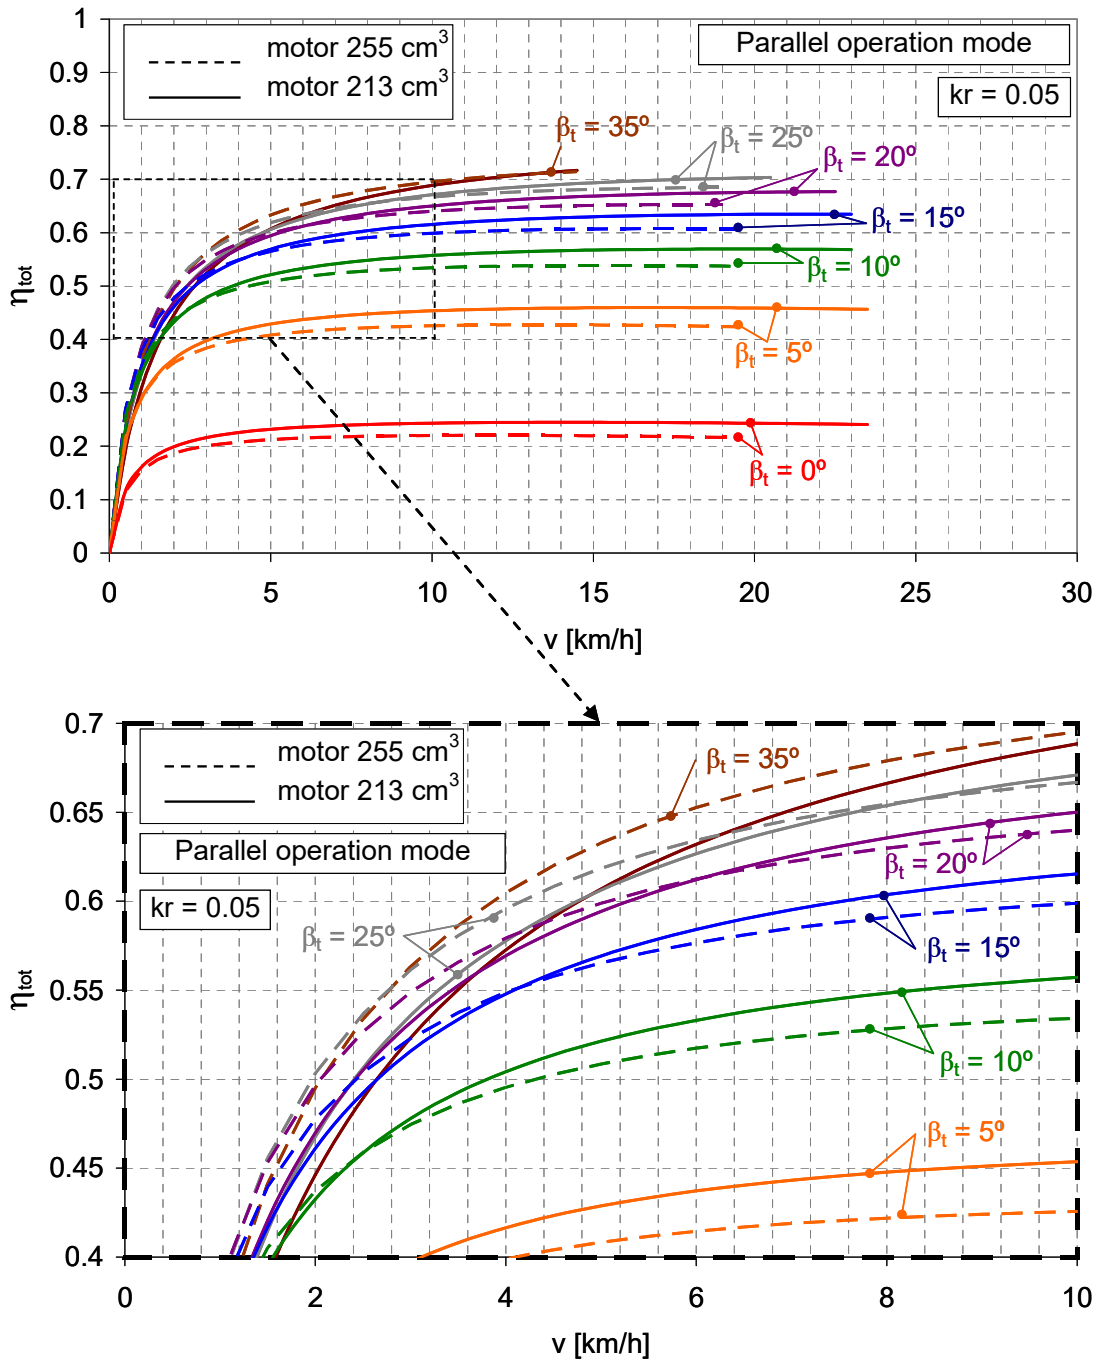 1
0.9
0.8
0.7
0.6
0.5
0.4
0.3
0.2
0.1
0
ηtot
motor 255 cm³
motor 213 cm³
Parallel operation mode
kr = 0.05
βt = 35º
βt = 25º
βt = 20º
βt = 15º
βt = 10º
βt = 5º
βt = 0º
0 5 10 15 20 25 30
v [km/h]
0.7
0.65
0.6
0.55
0.5
0.45
0.4
ηtot
motor 255 cm³
motor 213 cm³
Parallel operation mode
kr = 0.05
βt = 35º
βt = 20º
βt = 25º
βt = 15º
βt = 10º
βt = 5º
0 2 4 6 8 10
v [km/h]